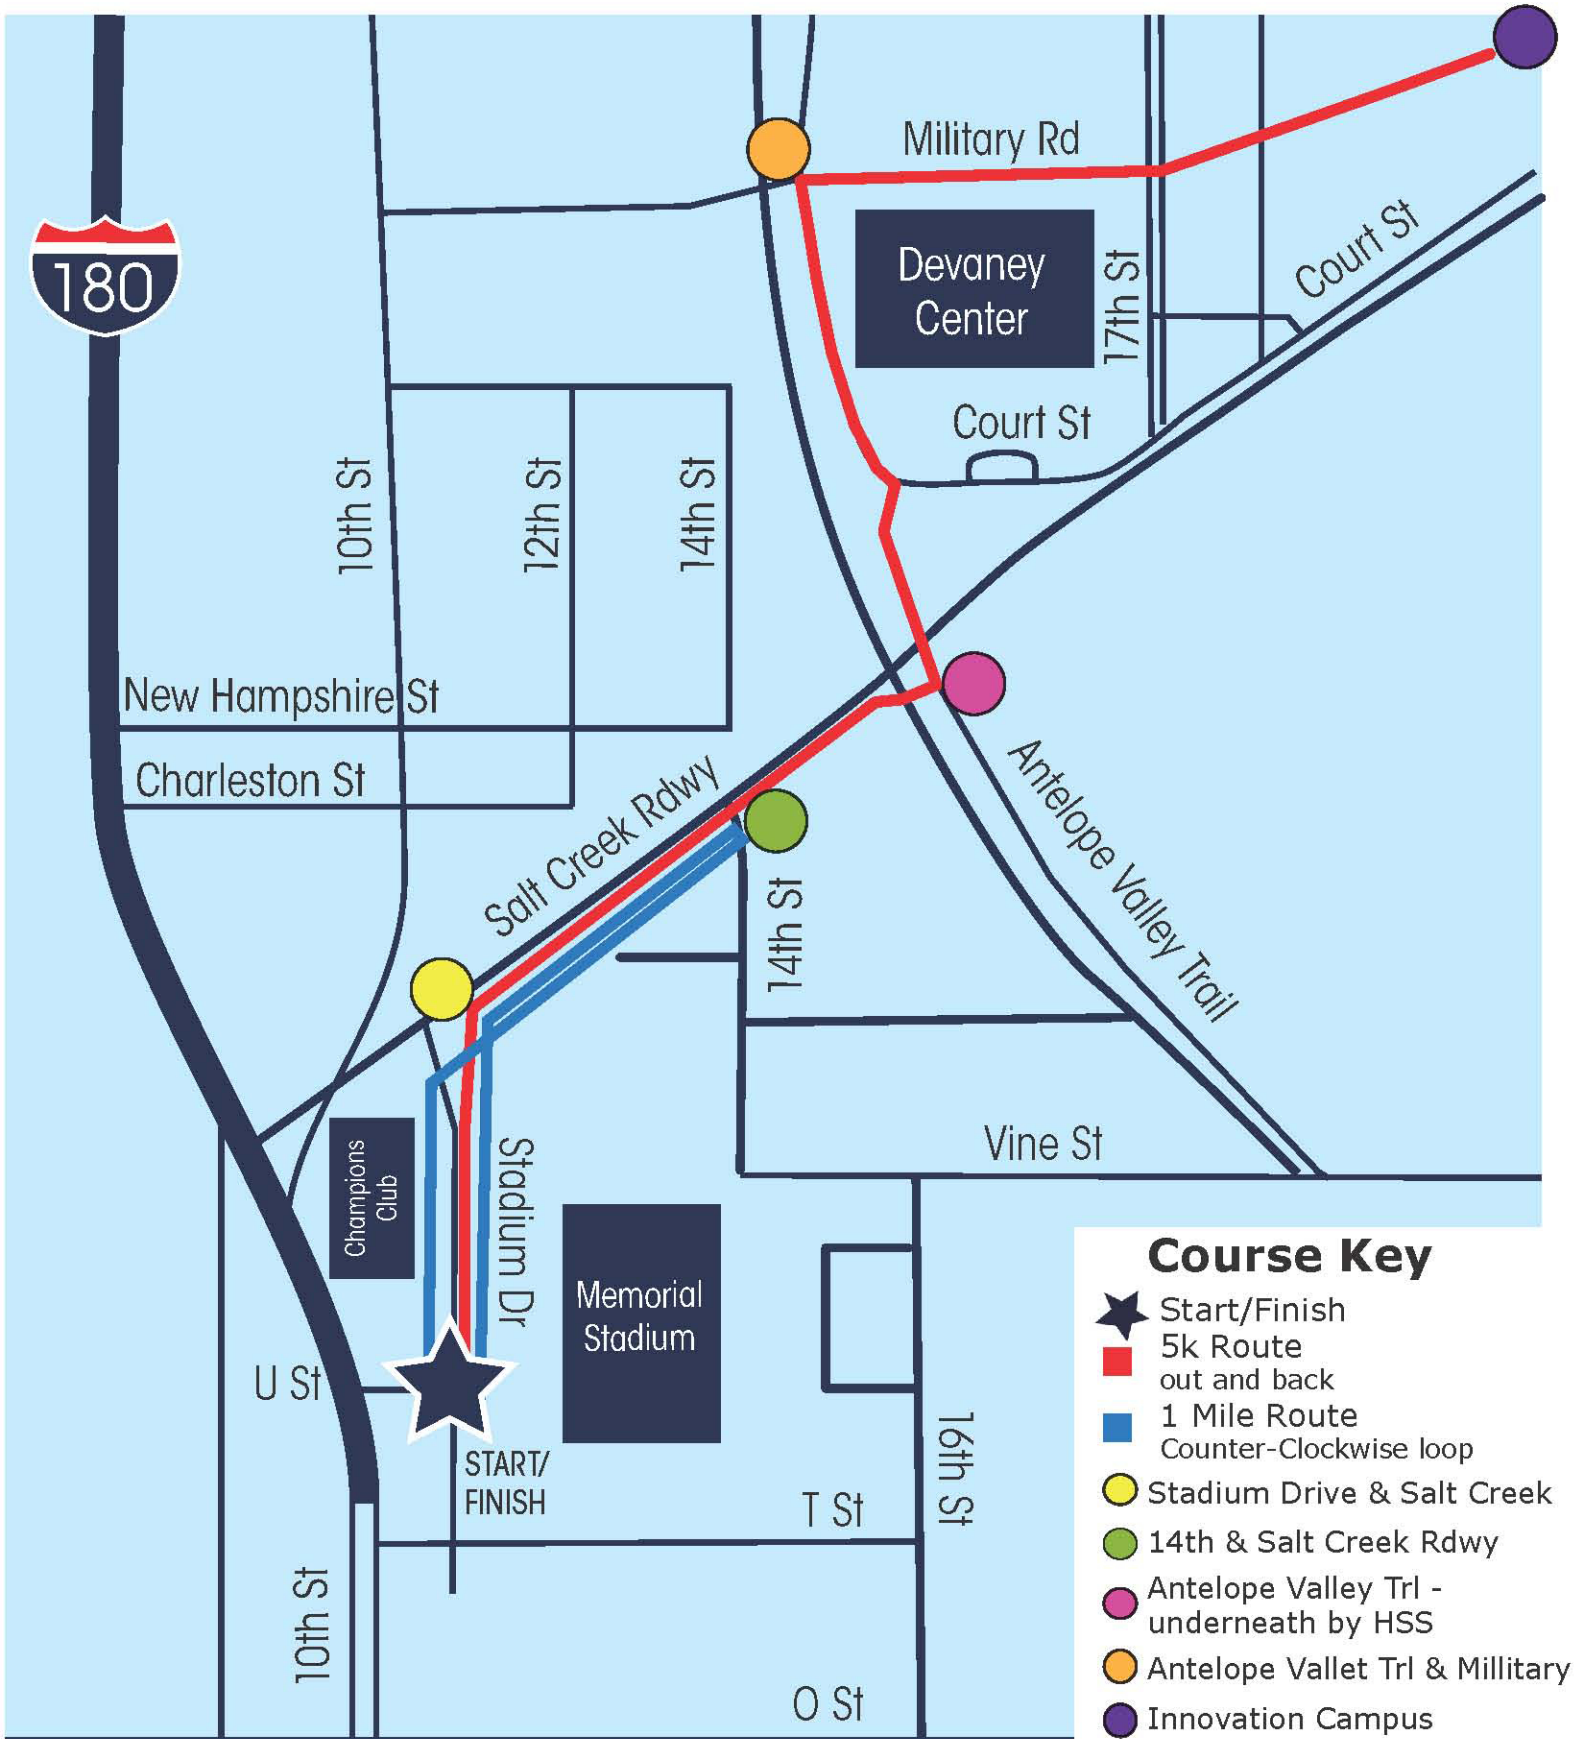 Military Rd
180
Devaney
Center
17th St
Court St
Court St
10th St
12th St
14th St
New Hampshire St
Charleston St
Salt Creek Rdwy
Antelope Valley Trail
14th St
Vine St
Champions
Club
Stadium Dr
Memorial
Stadium
U St
START/
FINISH
T St
16th St
10th St
O St
Course Key
Start/Finish
5k Route
out and back
1 Mile Route
Counter-Clockwise loop
Stadium Drive & Salt Creek
14th & Salt Creek Rdwy
Antelope Valley Trl -
underneath by HSS
Antelope Vallet Trl & Millitary
Innovation Campus